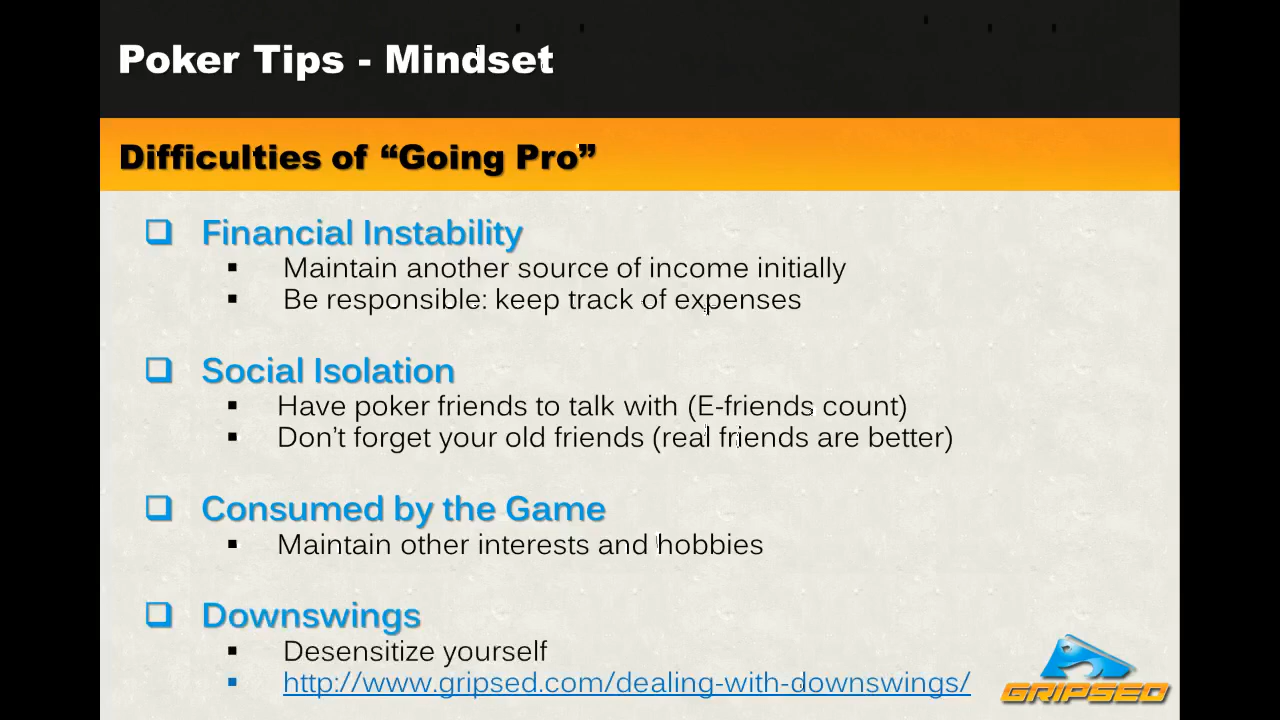 Poker Tips - Mindset
Difficulties of “Going Pro”
Financial Instability
Maintain another source of income initially
Be responsible: keep track of expenses
Social Isolation
Have poker friends to talk with (E-friends count)
Don’t forget your old friends (real friends are better)
Consumed by the Game
Maintain other interests and hobbies
Downswings
Desensitize yourself
http://www.gripsed.com/dealing-with-downswings/
GRIPSED